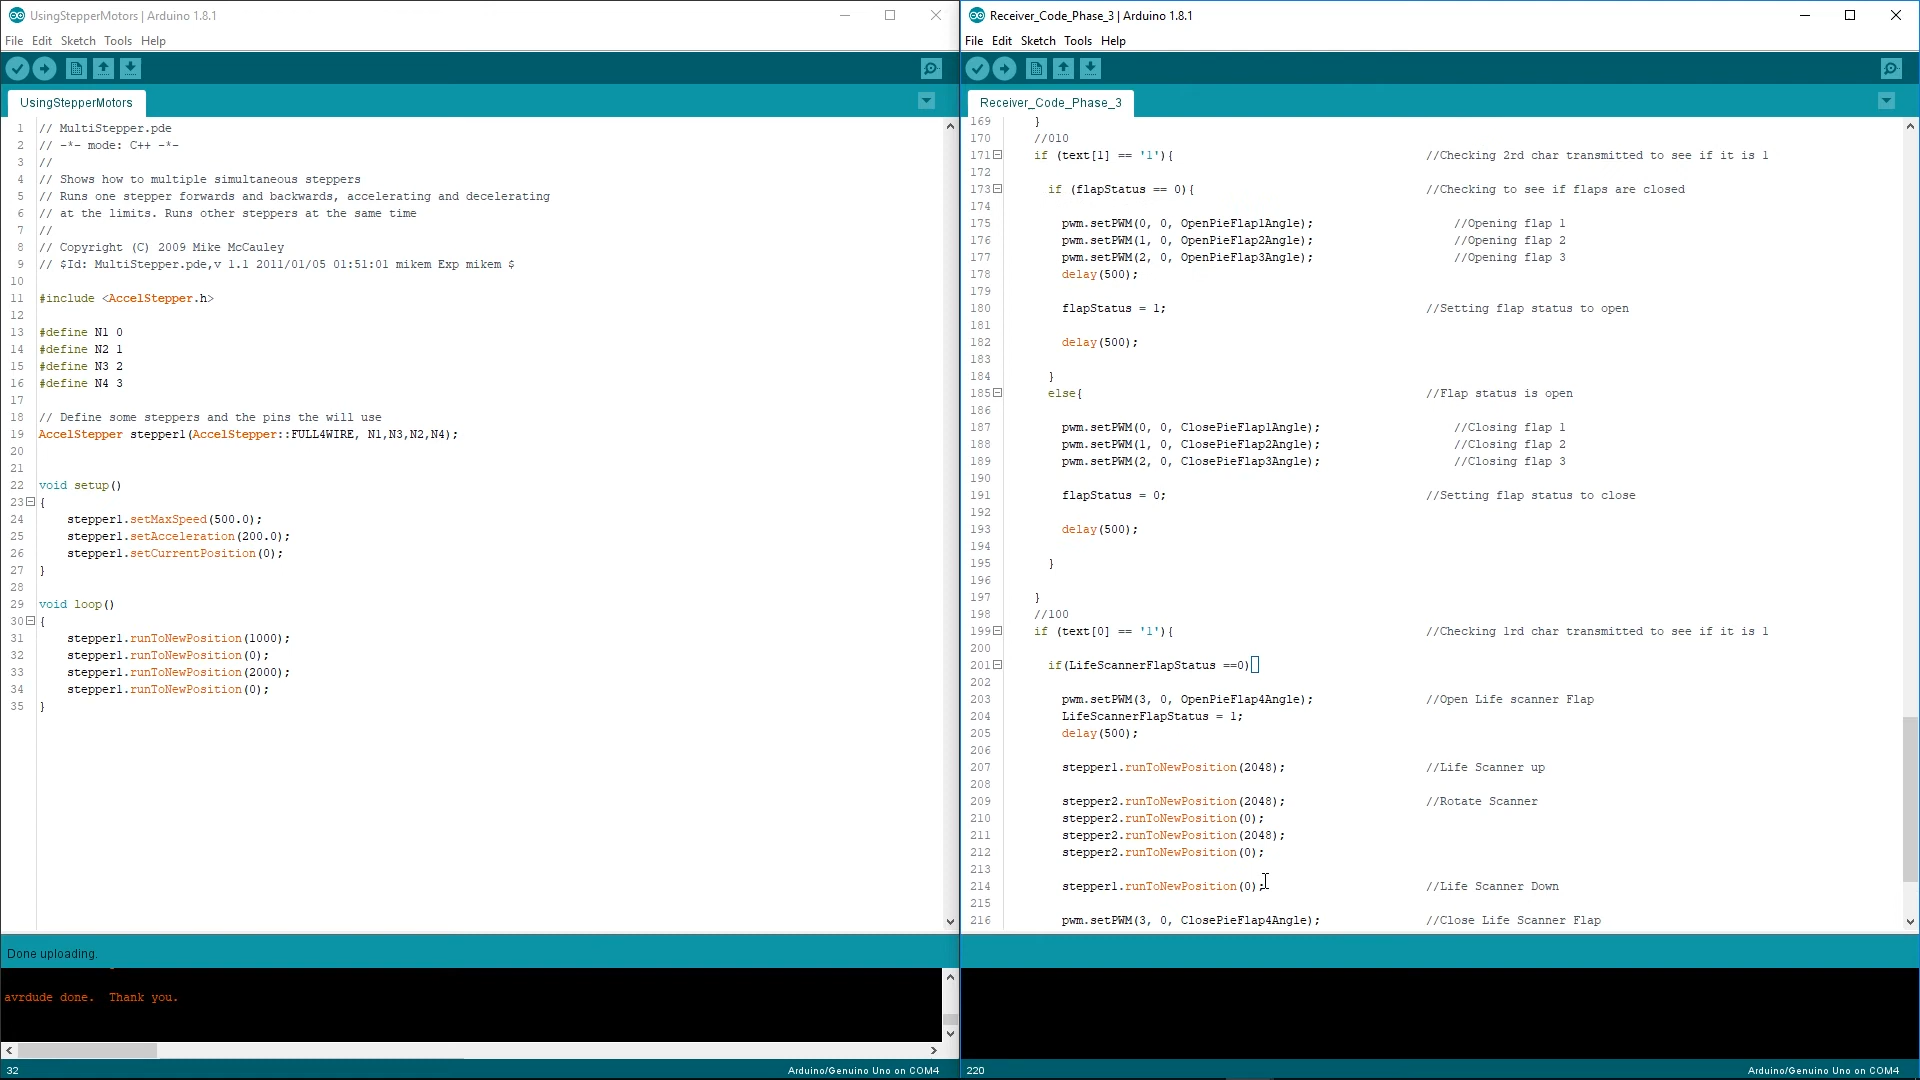 UsingStepperMotors | Arduino 1.8.1
File Edit Sketch Tools Help
UsingStepperMotors
1 // MultiStepper.pde
2 // -*- mode: C++ -*-
3 //
4 // Shows how to multiple simultaneous steppers
5 // Runs one stepper forwards and backwards, accelerating and decelerating
6 // at the limits. Runs other steppers at the same time
7 //
8 // Copyright (C) 2009 Mike McCauley
9 // $Id: MultiStepper.pde,v 1.1 2011/01/05 01:51:01 mikem Exp mikem $
10
11 #include <AccelStepper.h>
12
13 #define N1 0
14 #define N2 1
15 #define N3 2
16 #define N4 3
17
18 // Define some steppers and the pins the will use
19 AccelStepper stepper1(AccelStepper::FULL4WIRE, N1,N3,N2,N4);
20
21
22 void setup()
23 {
24 stepper1.setMaxSpeed(500.0);
25 stepper1.setAcceleration(200.0);
26 stepper1.setCurrentPosition(0);
27 }
28
29 void loop()
30 {
31 stepper1.runToNewPosition(1000);
32 stepper1.runToNewPosition(0);
33 stepper1.runToNewPosition(2000);
34 stepper1.runToNewPosition(0);
35 }
Done uploading.
avrdude done. Thank you.
32 Arduino/Genuino Uno on COM4
Receiver_Code_Phase_3 | Arduino 1.8.1
File Edit Sketch Tools Help
Receiver_Code_Phase_3
169 }
170 //010
171 if (text[1] == '1'){ //Checking 2rd char transmitted to see if it is 1
172
173 if (flapStatus == 0){ //Checking to see if flaps are closed
174
175 pwm.setPWM(0, 0, OpenPieFlap1Angle); //Opening flap 1
176 pwm.setPWM(1, 0, OpenPieFlap2Angle); //Opening flap 2
177 pwm.setPWM(2, 0, OpenPieFlap3Angle); //Opening flap 3
178 delay(500);
179
180 flapStatus = 1; //Setting flap status to open
181
182 delay(500);
183
184 }
185 else{ //Flap status is open
186
187 pwm.setPWM(0, 0, ClosePieFlap1Angle); //Closing flap 1
188 pwm.setPWM(1, 0, ClosePieFlap2Angle); //Closing flap 2
189 pwm.setPWM(2, 0, ClosePieFlap3Angle); //Closing flap 3
190
191 flapStatus = 0; //Setting flap status to close
192
193 delay(500);
194
195 }
196
197 }
198 //100
199 if (text[0] == '1'){ //Checking 1rd char transmitted to see if it is 1
200
201 if(LifeScannerFlapStatus ==0)
202
203 pwm.setPWM(3, 0, OpenPieFlap4Angle); //Open Life scanner Flap
204 LifeScannerFlapStatus = 1;
205 delay(500);
206
207 stepper1.runToNewPosition(2048); //Life Scanner up
208
209 stepper2.runToNewPosition(2048); //Rotate Scanner
210 stepper2.runToNewPosition(0);
211 stepper2.runToNewPosition(2048);
212 stepper2.runToNewPosition(0);
213
214 stepper1.runToNewPosition(0); //Life Scanner Down
215
216 pwm.setPWM(3, 0, ClosePieFlap4Angle); //Close Life Scanner Flap
220 Arduino/Genuino Uno on COM4